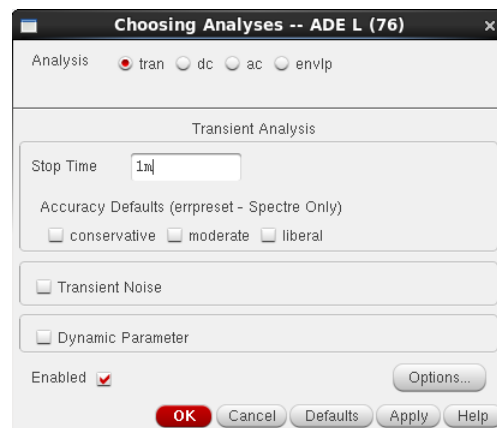 Choosing Analyses -- ADE L (76)
Analysis tran dc ac envlp
Transient Analysis
Stop Time 1m
Accuracy Defaults (errpreset - Spectre Only)
conservative moderate liberal
Transient Noise
Dynamic Parameter
Enabled Options...
OK Cancel Defaults Apply Help